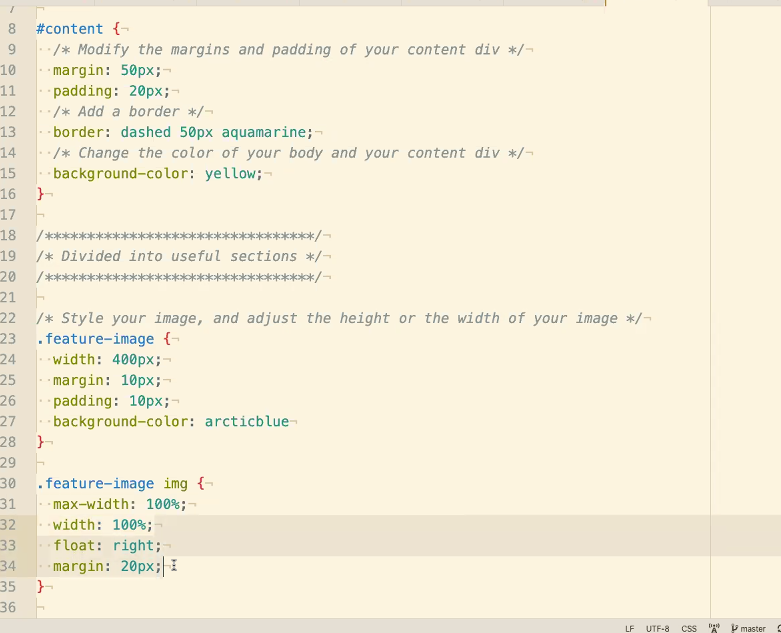 7
8 #content {
9 /* Modify the margins and padding of your content div */
10 margin: 50px;
11 padding: 20px;
12 /* Add a border */
13 border: dashed 50px aquamarine;
14 /* Change the color of your body and your content div */
15 background-color: yellow;
16 }
17
18 /********************************/
19 /* Divided into useful sections */
20 /********************************/
21
22 /* Style your image, and adjust the height or the width of your image */
23 .feature-image {
24 width: 400px;
25 margin: 10px;
26 padding: 10px;
27 background-color: arcticblue
28 }
29
30 .feature-image img {
31 max-width: 100%;
32 width: 100%;
33 float: right;
34 margin: 20px;
35 }
36
LF UTF-8 CSS master